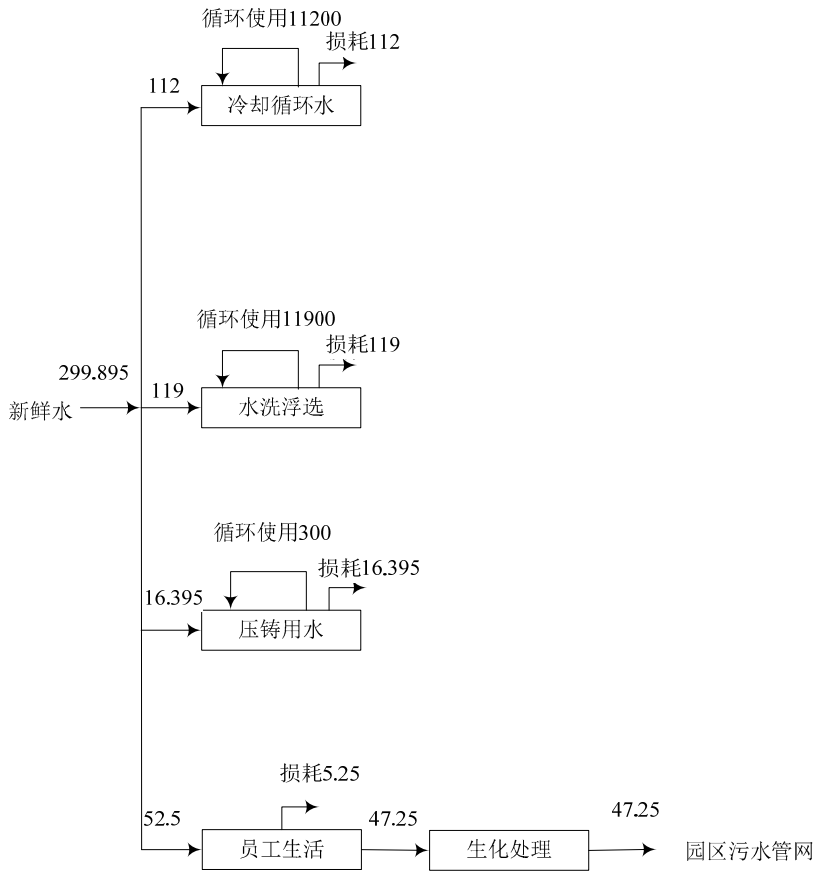 循环使用11200
损耗112
112
冷却循环水
循环使用11900
损耗119
299.895
119
新鲜水
水洗浮选
循环使用300
损耗16.395
16.395
压铸用水
损耗5.25
52.5
47.25
47.25
员工生活
生化处理
园区污水管网